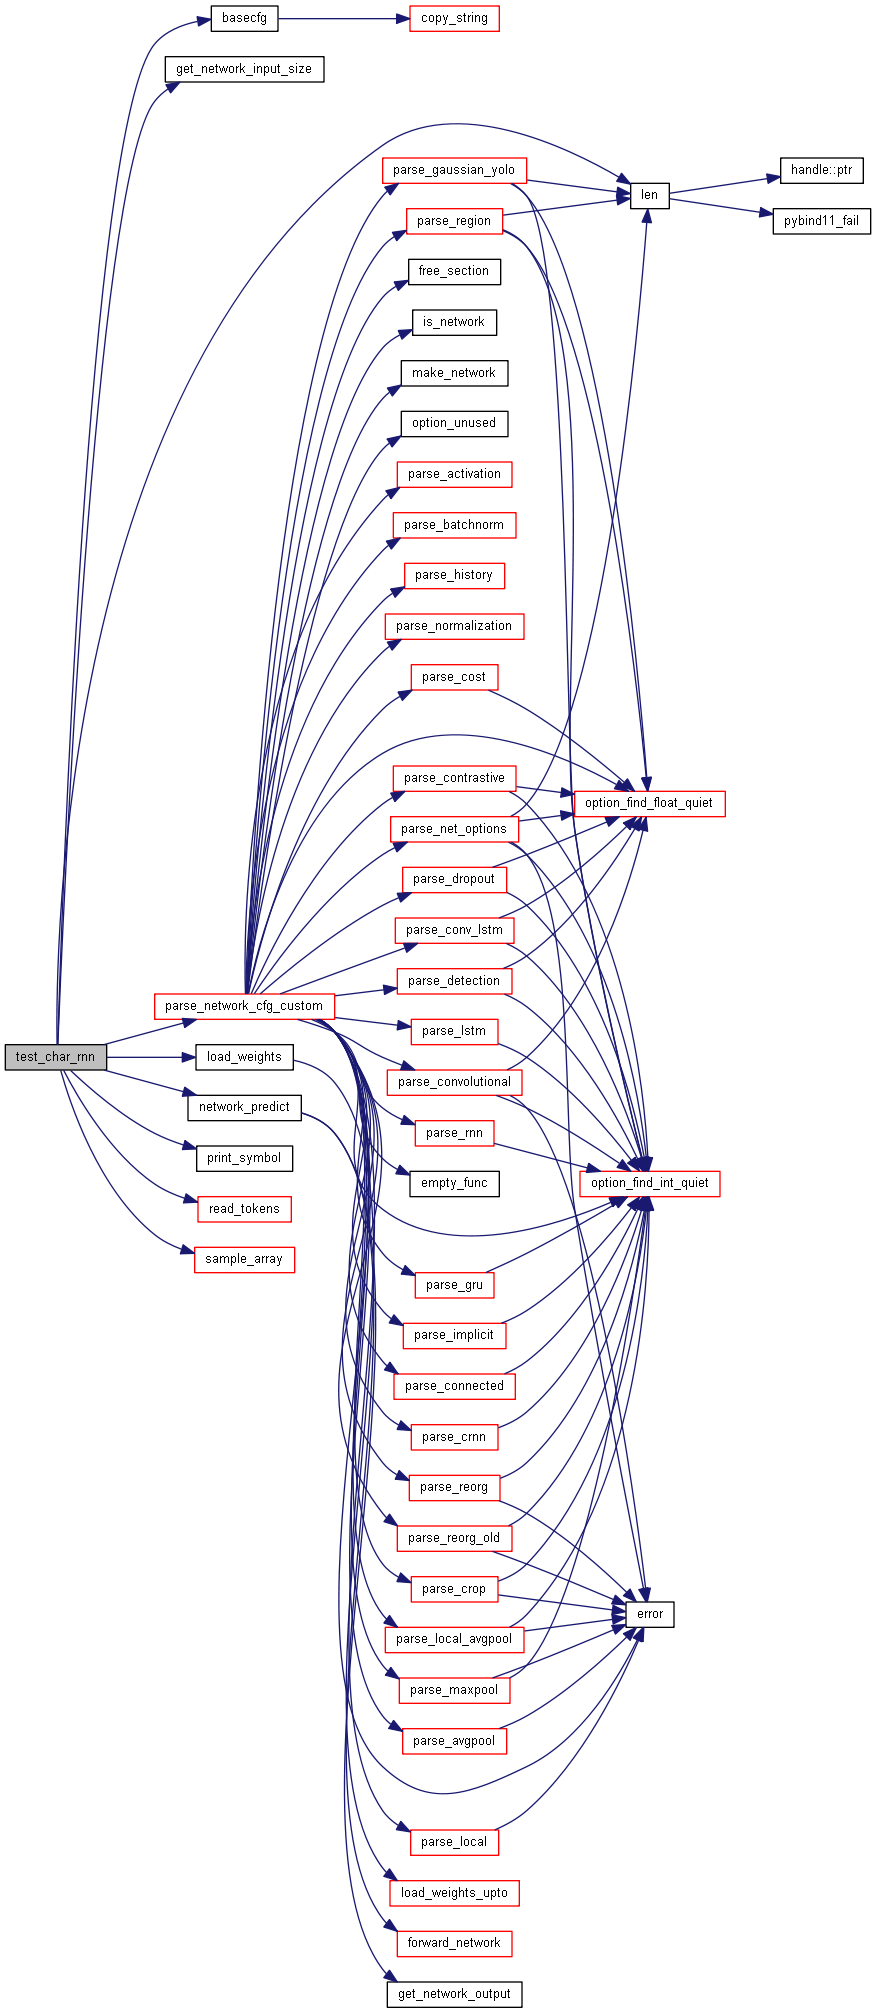 basecfg
copy_string
get_network_input_size
parse_gaussian_yolo
handle::ptr
len
parse_region
pybind11_fail
free_section
is_network
make_network
option_unused
parse_activation
parse_batchnorm
parse_history
parse_normalization
parse_cost
parse_contrastive
option_find_float_quiet
parse_net_options
parse_dropout
parse_conv_lstm
parse_detection
parse_network_cfg_custom
parse_lstm
test_char_rnn
load_weights
parse_convolutional
network_predict
parse_rnn
print_symbol
empty_func
option_find_int_quiet
read_tokens
sample_array
parse_gru
parse_implicit
parse_connected
parse_crnn
parse_reorg
parse_reorg_old
parse_crop
error
parse_local_avgpool
parse_maxpool
parse_avgpool
parse_local
load_weights_upto
forward_network
get_network_output